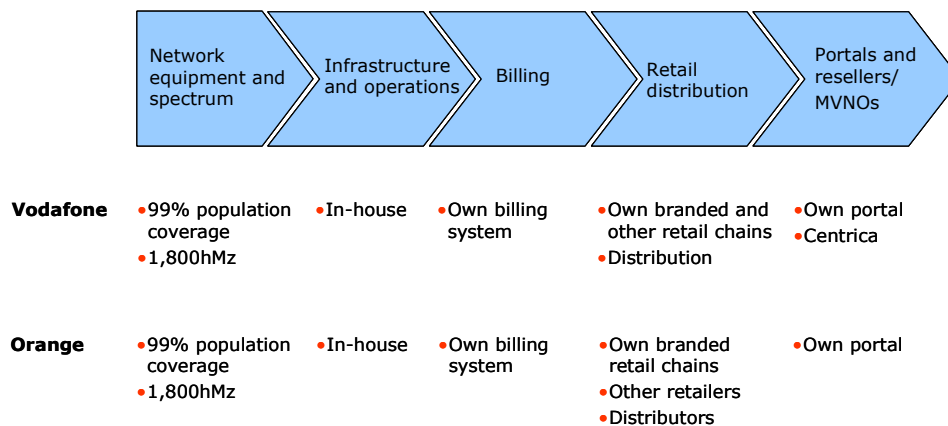 Network
equipment and
spectrum
Infrastructure
and operations
Billing
Retail
distribution
Portals and
resellers/
MVNOs
Vodafone
•99% population
coverage
•1,800hMz
•In-house
•Own billing
system
•Own branded and
other retail chains
•Distribution
•Own portal
•Centrica
Orange
•99% population
coverage
•1,800hMz
•In-house
•Own billing
system
•Own branded
retail chains
•Other retailers
•Distributors
•Own portal